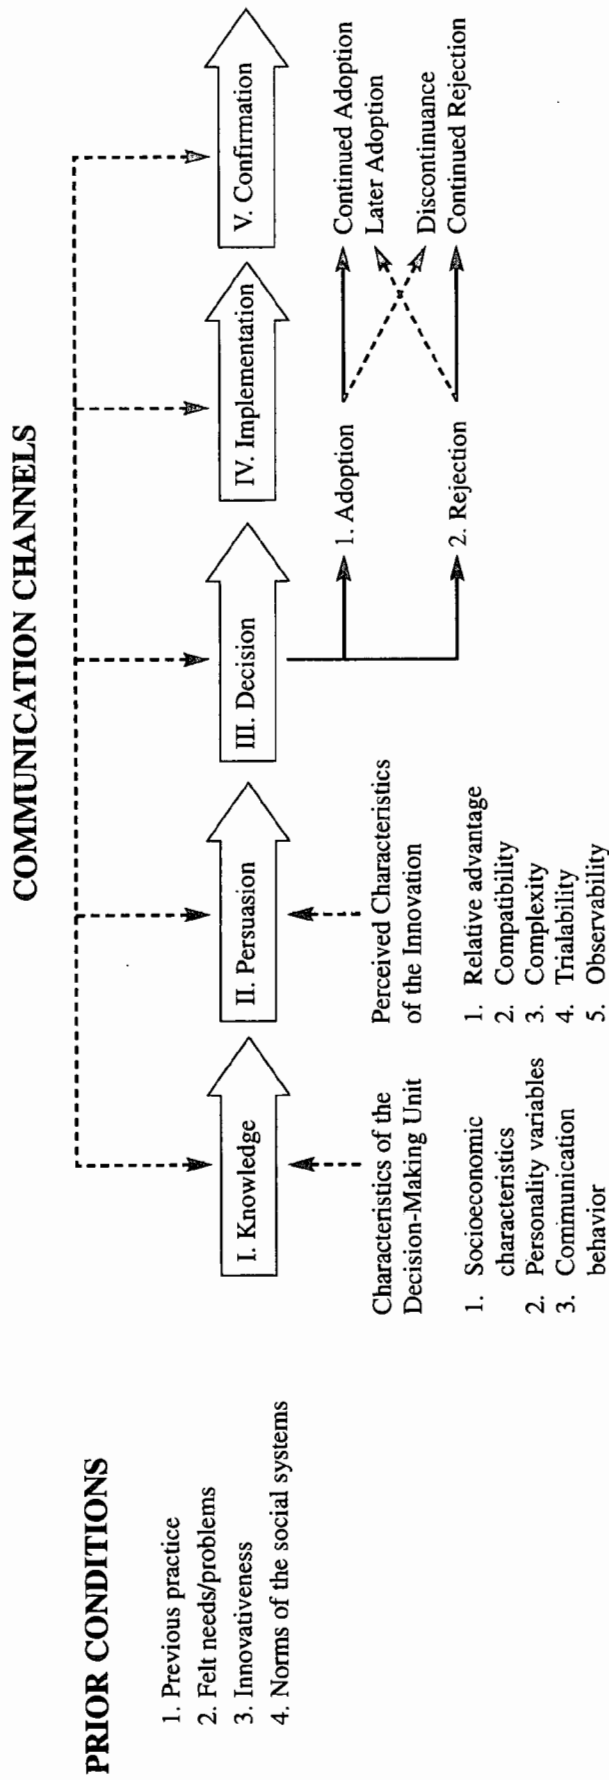 COMMUNICATION CHANNELS
PRIOR CONDITIONS
1. Previous practice
2. Felt needs/problems
3. Innovativeness
4. Norms of the social systems
I. Knowledge
II. Persuasion
III. Decision
IV. Implementation
V. Confirmation
Characteristics of the
Decision-Making Unit
1. Socioeconomic
characteristics
2. Personality variables
3. Communication
behavior
Perceived Characteristics
of the Innovation
1. Relative advantage
2. Compatibility
3. Complexity
4. Trialability
5. Observability
1. Adoption
2. Rejection
Continued Adoption
Later Adoption
Discontinuance
Continued Rejection